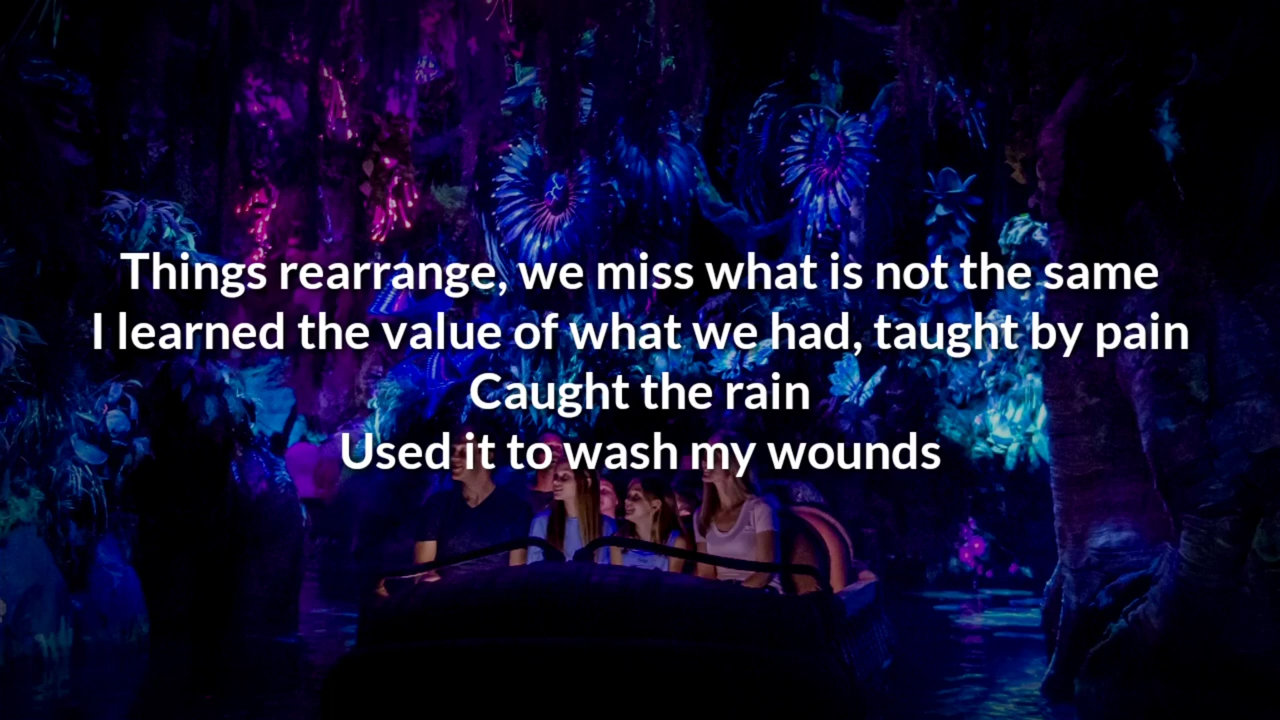 Things rearrange, we miss what is not the same
I learned the value of what we had, taught by pain
Caught the rain
Used it to wash my wounds